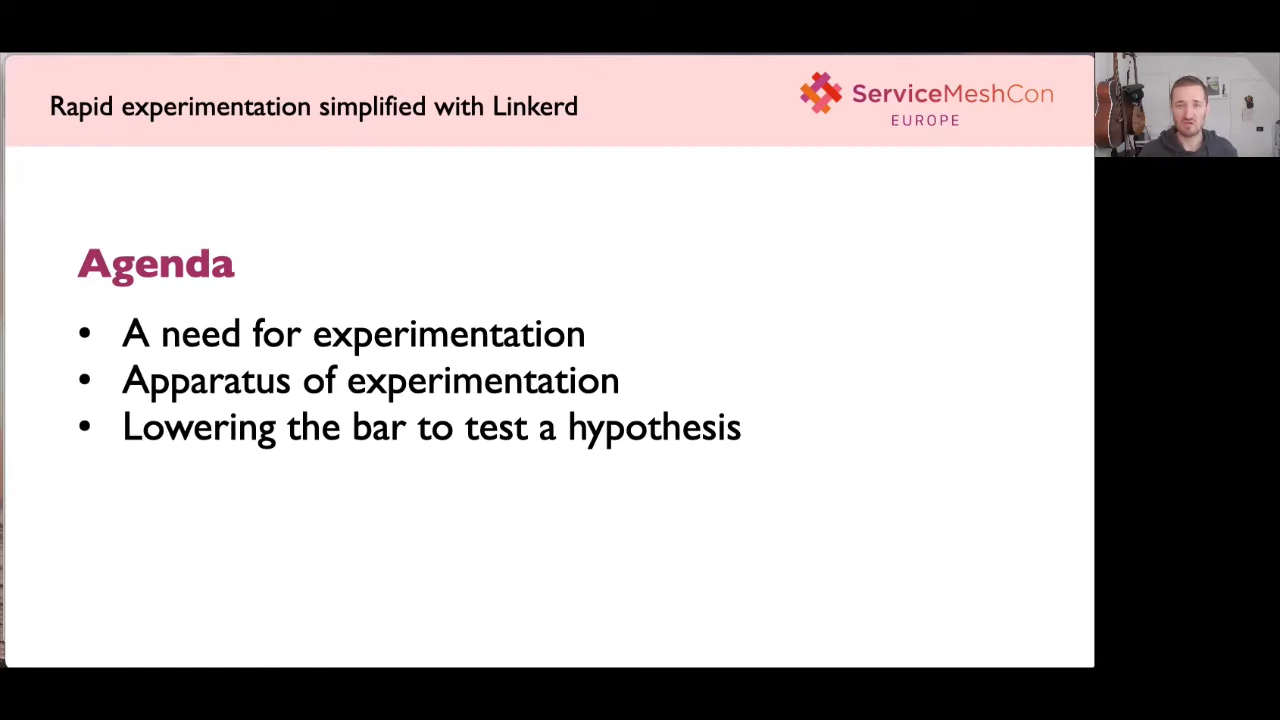 Rapid experimentation simplified with Linkerd
ServiceMeshCon
EUROPE
Agenda
• A need for experimentation
• Apparatus of experimentation
• Lowering the bar to test a hypothesis